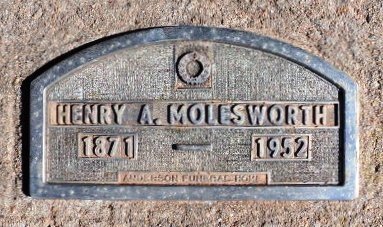 HENRY A. MOLESWORTH
1871 — 1952
ANDERSON FUNERAL HOME